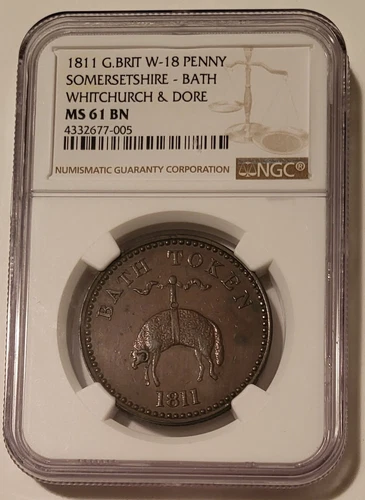 1811 G.BRIT W-18 PENNY
SOMERSETSHIRE - BATH
WHITCHURCH & DORE
MS 61 BN
4332677-005
NUMISMATIC GUARANTY CORPORATION
NGC®
BATH TOKEN
1811